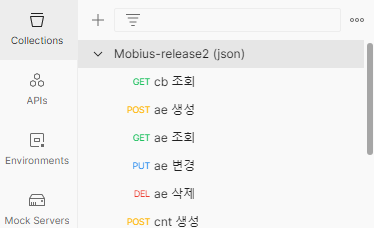 Collections
APIs
Environments
Mock Servers
Mobius-release2 (json)
GET cb 조회
POST ae 생성
GET ae 조회
PUT ae 변경
DEL ae 삭제
POST cnt 생성